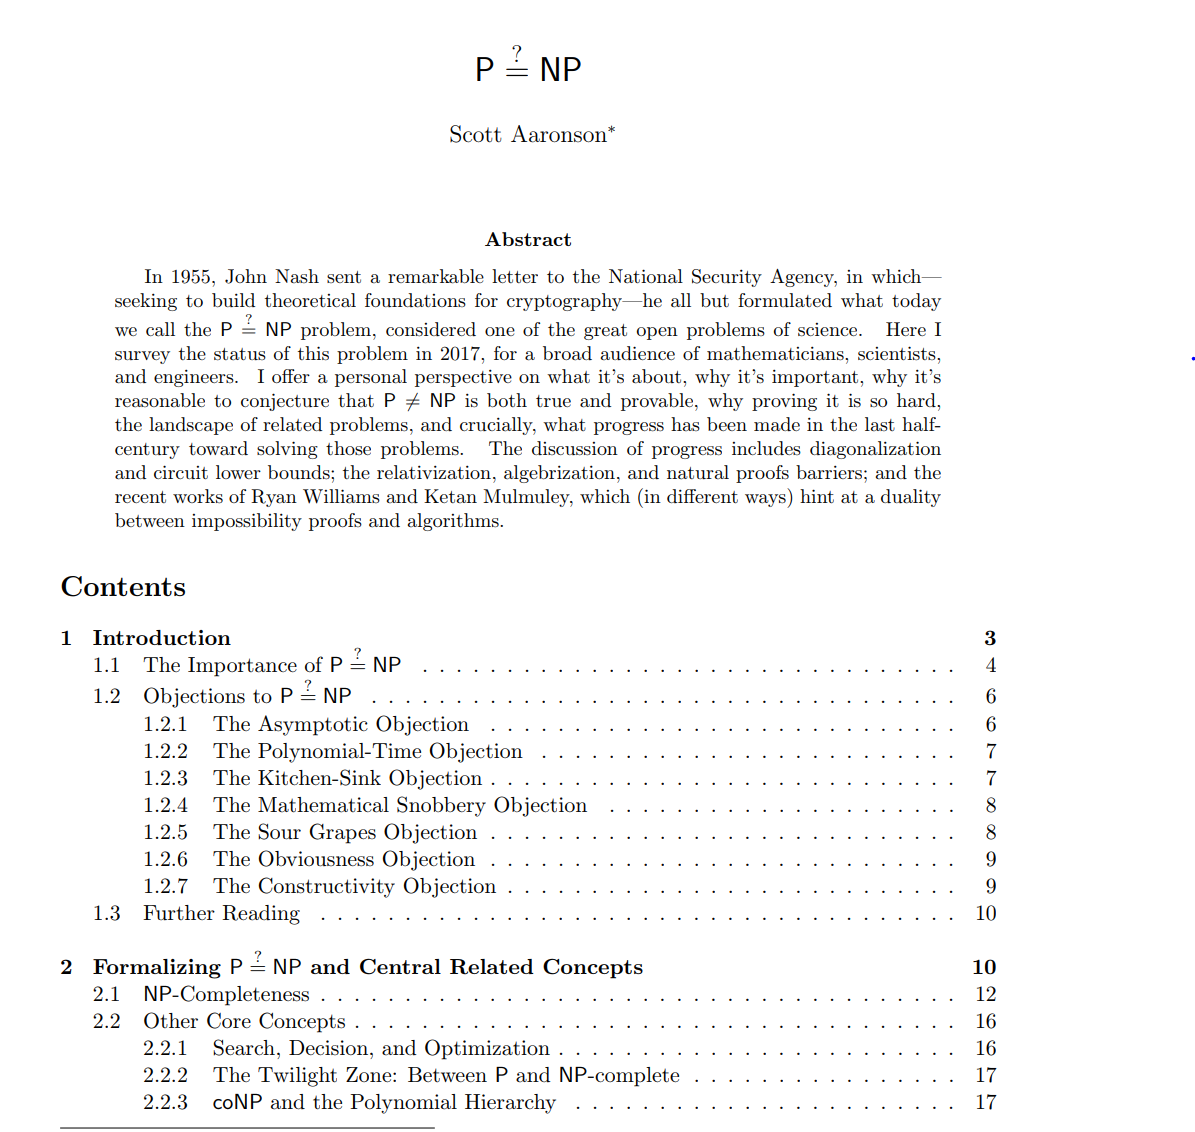 P ?= NP
Scott Aaronson*
Abstract
In 1955, John Nash sent a remarkable letter to the National Security Agency, in which—
seeking to build theoretical foundations for cryptography—he all but formulated what today
we call the P ?= NP problem, considered one of the great open problems of science. Here I
survey the status of this problem in 2017, for a broad audience of mathematicians, scientists,
and engineers. I offer a personal perspective on what it's about, why it's important, why it's
reasonable to conjecture that P ≠ NP is both true and provable, why proving it is so hard,
the landscape of related problems, and crucially, what progress has been made in the last half-
century toward solving those problems. The discussion of progress includes diagonalization
and circuit lower bounds; the relativization, algebrization, and natural proofs barriers; and the
recent works of Ryan Williams and Ketan Mulmuley, which (in different ways) hint at a duality
between impossibility proofs and algorithms.
Contents
1 Introduction 3
1.1 The Importance of P ?= NP . . . . . . . . . . . . . . . . . . . . . . . . . . . . . . . . 4
1.2 Objections to P ?= NP . . . . . . . . . . . . . . . . . . . . . . . . . . . . . . . . . . . 6
1.2.1 The Asymptotic Objection . . . . . . . . . . . . . . . . . . . . . . . . . . . . 6
1.2.2 The Polynomial-Time Objection . . . . . . . . . . . . . . . . . . . . . . . . . 7
1.2.3 The Kitchen-Sink Objection . . . . . . . . . . . . . . . . . . . . . . . . . . . . 7
1.2.4 The Mathematical Snobbery Objection . . . . . . . . . . . . . . . . . . . . . 8
1.2.5 The Sour Grapes Objection . . . . . . . . . . . . . . . . . . . . . . . . . . . . 8
1.2.6 The Obviousness Objection . . . . . . . . . . . . . . . . . . . . . . . . . . . . 9
1.2.7 The Constructivity Objection . . . . . . . . . . . . . . . . . . . . . . . . . . . 9
1.3 Further Reading . . . . . . . . . . . . . . . . . . . . . . . . . . . . . . . . . . . . . . 10
2 Formalizing P ?= NP and Central Related Concepts 10
2.1 NP-Completeness . . . . . . . . . . . . . . . . . . . . . . . . . . . . . . . . . . . . . . 12
2.2 Other Core Concepts . . . . . . . . . . . . . . . . . . . . . . . . . . . . . . . . . . . . 16
2.2.1 Search, Decision, and Optimization . . . . . . . . . . . . . . . . . . . . . . . . 16
2.2.2 The Twilight Zone: Between P and NP-complete . . . . . . . . . . . . . . . . 17
2.2.3 coNP and the Polynomial Hierarchy . . . . . . . . . . . . . . . . . . . . . . . 17